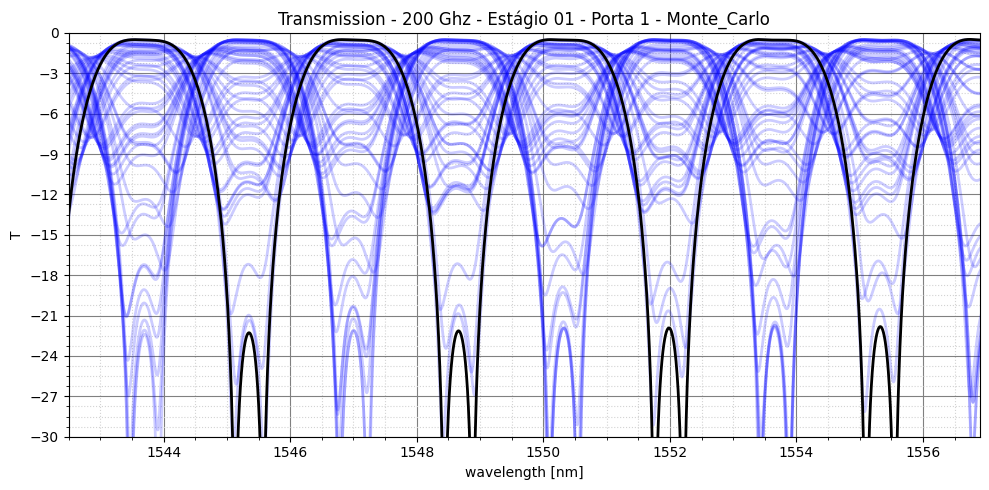 Transmission - 200 Ghz - Estágio 01 - Porta 1 - Monte_Carlo
0
−3
−6
−9
−12
−15
−18
−21
−24
−27
−30
T
1544 1546 1548 1550 1552 1554 1556
wavelength [nm]